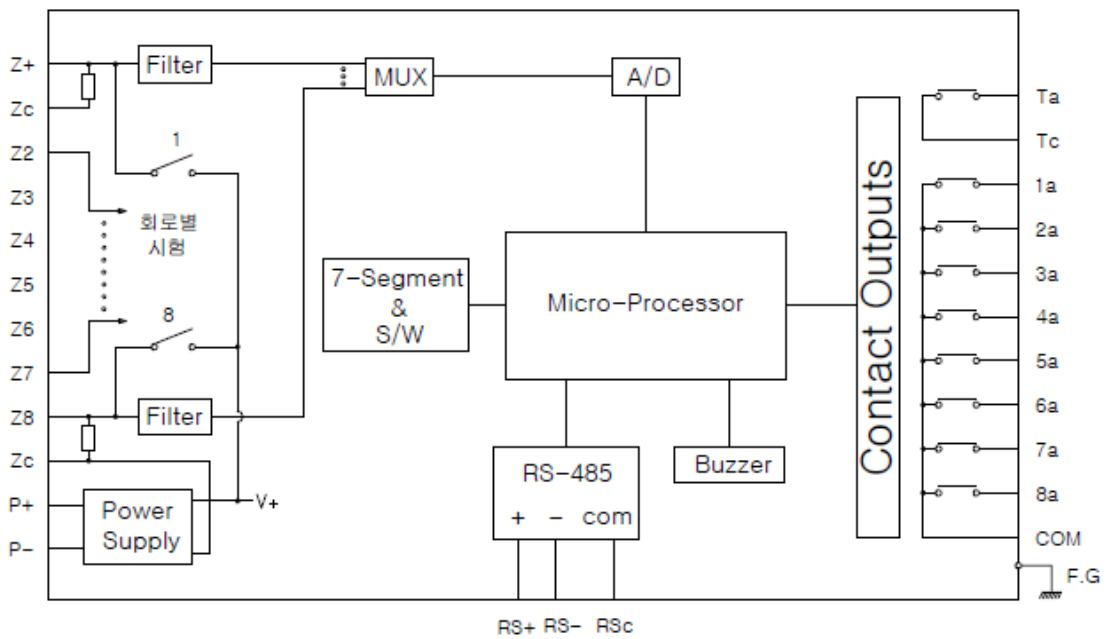 Z+
Zc
Z2
Z3
Z4
Z5
Z6
Z7
Z8
Zc
P+
P-
Filter
1
회로별
시험
8
Filter
Power
Supply
V+
MUX
A/D
7-Segment
&
S/W
Micro-Processor
RS-485
+ - com
Buzzer
Contact Outputs
Ta
Tc
1a
2a
3a
4a
5a
6a
7a
8a
COM
F.G
RS+ RS- RSc